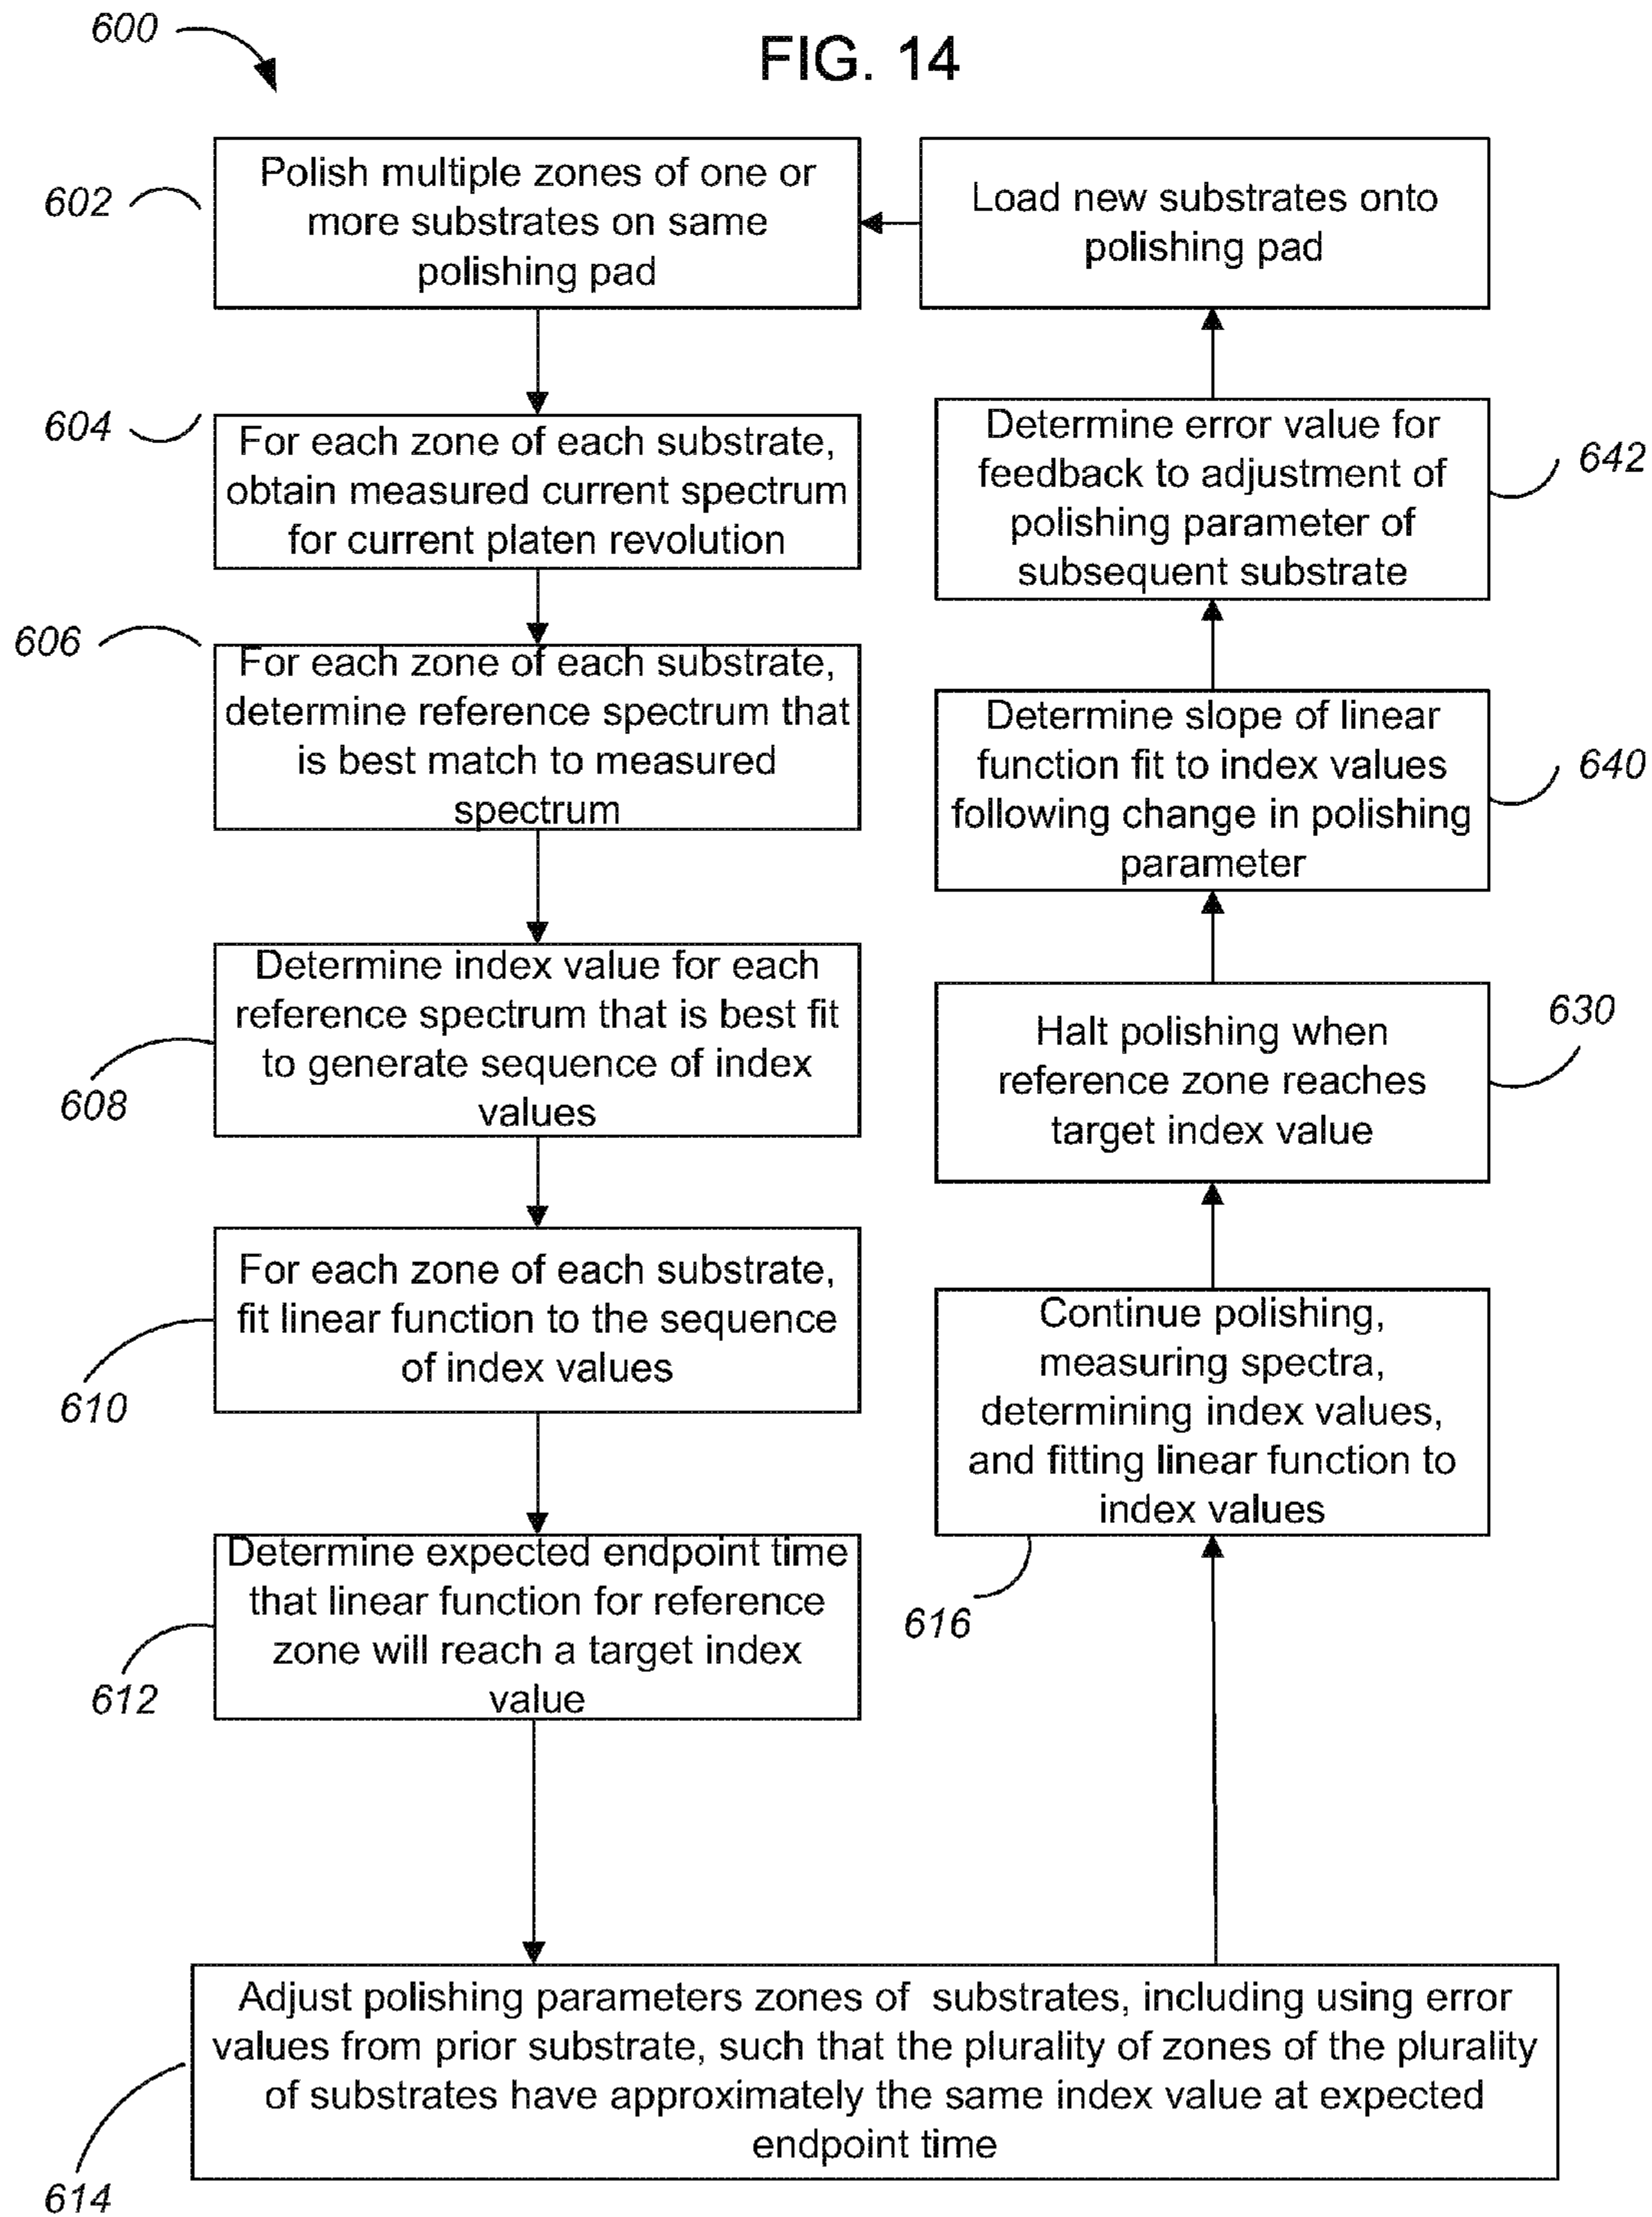 FIG. 14
600
602
Polish multiple zones of one or
more substrates on same
polishing pad
604
For each zone of each substrate,
obtain measured current spectrum
for current platen revolution
606
For each zone of each substrate,
determine reference spectrum that
is best match to measured
spectrum
608
Determine index value for each
reference spectrum that is best fit
to generate sequence of index
values
610
For each zone of each substrate,
fit linear function to the sequence
of index values
612
Determine expected endpoint time
that linear function for reference
zone will reach a target index
value
614
Adjust polishing parameters zones of substrates, including using error
values from prior substrate, such that the plurality of zones of the plurality
of substrates have approximately the same index value at expected
endpoint time
616
Continue polishing,
measuring spectra,
determining index values,
and fitting linear function to
index values
630
Halt polishing when
reference zone reaches
target index value
640
Determine slope of linear
function fit to index values
following change in polishing
parameter
642
Determine error value for
feedback to adjustment of
polishing parameter of
subsequent substrate
Load new substrates onto
polishing pad